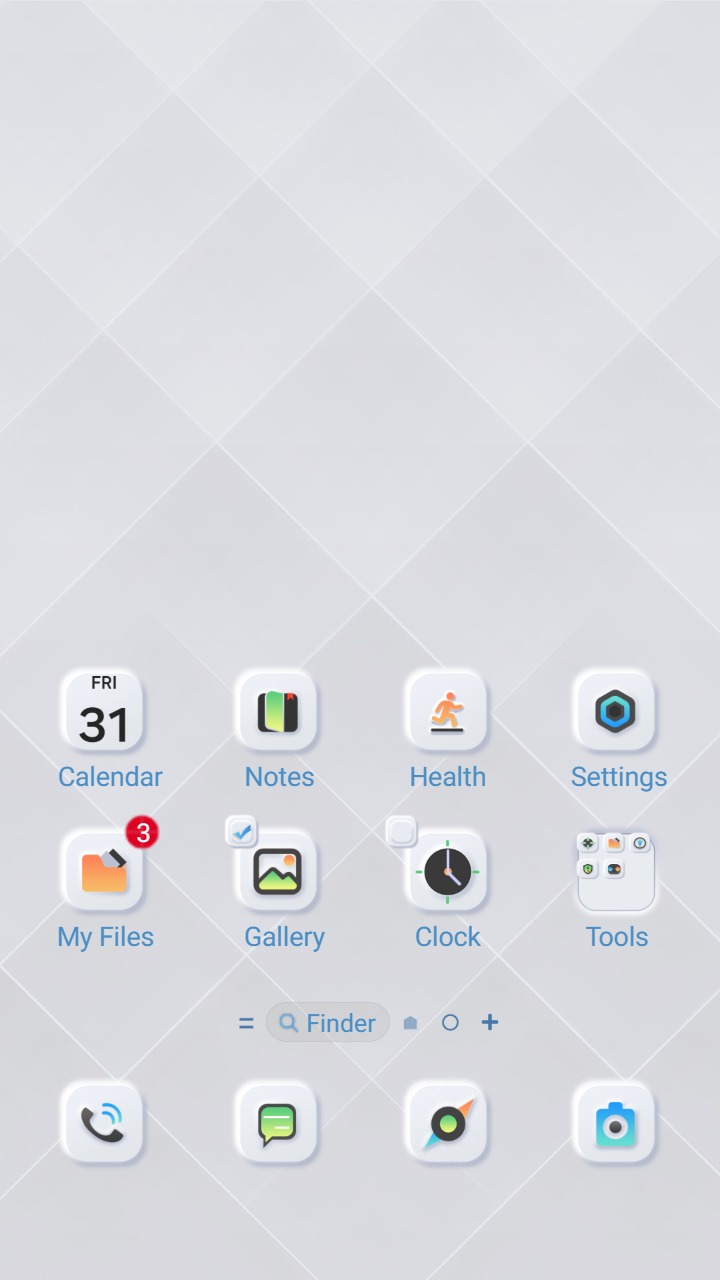 FRI
31
Calendar
Notes
Health
Settings
3
My Files
Gallery
Clock
Tools
Finder